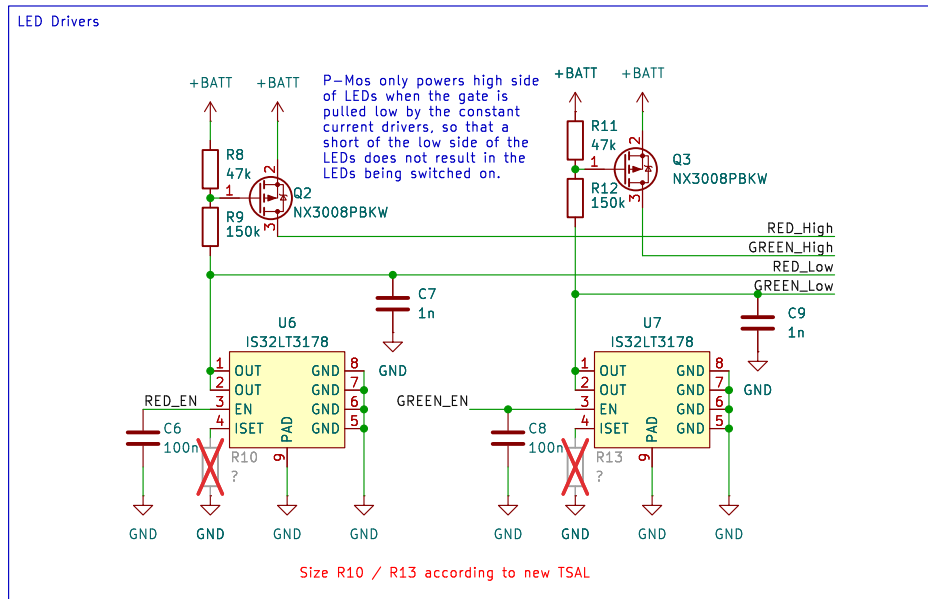 LED Drivers
+BATT
+BATT
P-Mos only powers high side
of LEDs when the gate is
pulled low by the constant
current drivers, so that a
short of the low side of the
LEDs does not result in the
LEDs being switched on.
+BATT
+BATT
R8
47k
1
2
3
Q2
NX3008PBKW
R9
150k
R11
47k
1
2
3
Q3
NX3008PBKW
R12
150k
RED_High
GREEN_High
RED_Low
GREEN_Low
C7
1n
GND
C9
1n
GND
U6
IS32LT3178
1 OUT GND 8
2 OUT GND 7
3 EN GND 6
4 ISET GND 5
PAD
9
RED_EN
C6
100n
R10
?
GND
GND
GND
GND
U7
IS32LT3178
1 OUT GND 8
2 OUT GND 7
3 EN GND 6
4 ISET GND 5
PAD
9
GREEN_EN
C8
100n
R13
?
GND
GND
GND
GND
Size R10 / R13 according to new TSAL